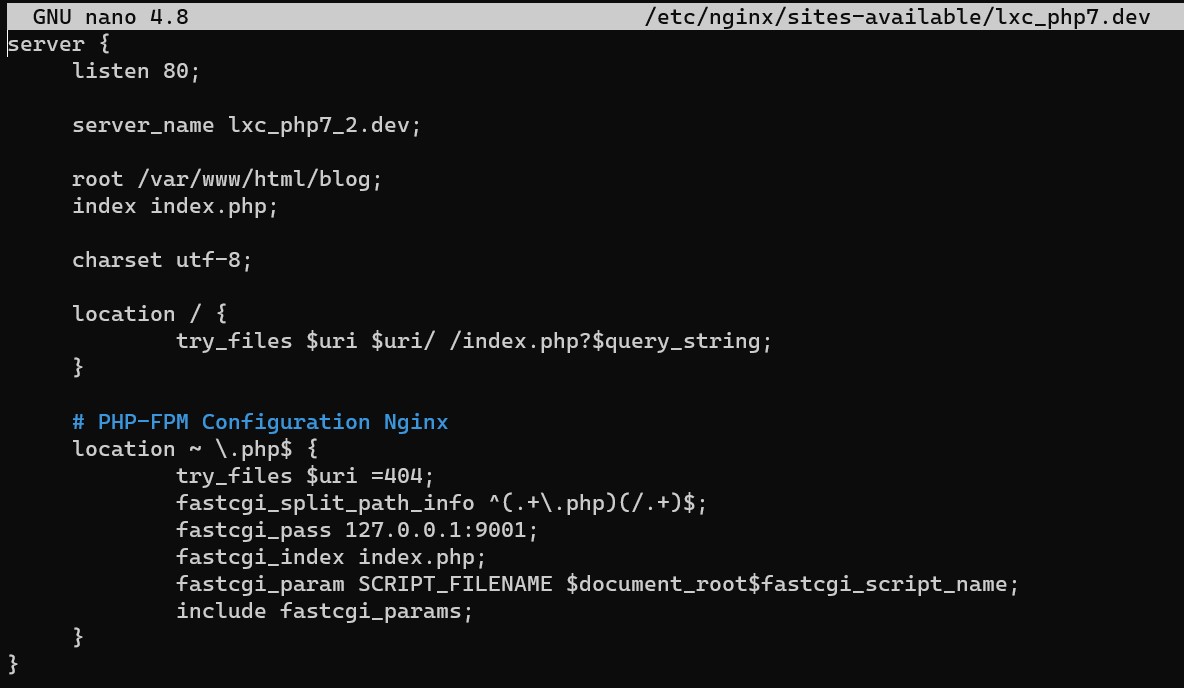 GNU nano 4.8 /etc/nginx/sites-available/lxc_php7.dev
server {
listen 80;
server_name lxc_php7_2.dev;
root /var/www/html/blog;
index index.php;
charset utf-8;
location / {
try_files $uri $uri/ /index.php?$query_string;
}
# PHP-FPM Configuration Nginx
location ~ \.php$ {
try_files $uri =404;
fastcgi_split_path_info ^(.+\.php)(/.+)$;
fastcgi_pass 127.0.0.1:9001;
fastcgi_index index.php;
fastcgi_param SCRIPT_FILENAME $document_root$fastcgi_script_name;
include fastcgi_params;
}
}